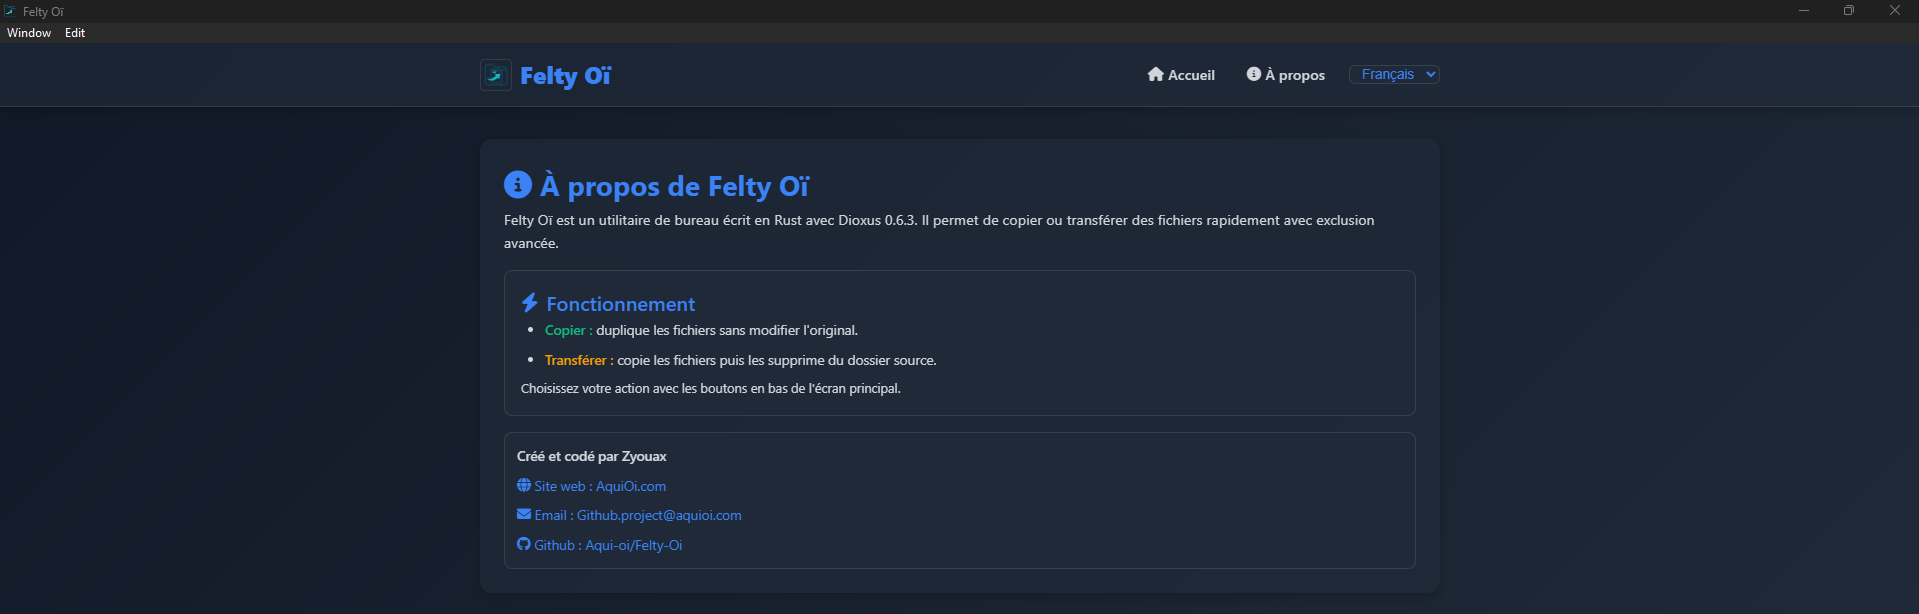 Felty Oï
Window Edit
Felty Oï
Accueil À propos Français
À propos de Felty Oï
Felty Oï est un utilitaire de bureau écrit en Rust avec Dioxus 0.6.3. Il permet de copier ou transférer des fichiers rapidement avec exclusion
avancée.
Fonctionnement
• Copier : duplique les fichiers sans modifier l'original.
• Transférer : copie les fichiers puis les supprime du dossier source.
Choisissez votre action avec les boutons en bas de l'écran principal.
Créé et codé par Zyouax
Site web : AquiOi.com
Email : Github.project@aquioi.com
Github : Aqui-oi/Felty-Oi